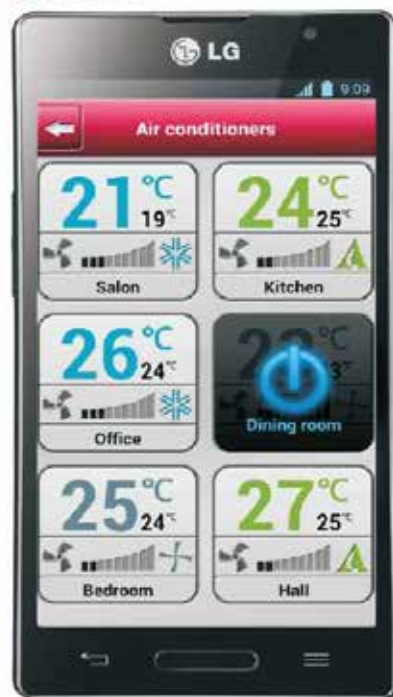 LG
9:09
Air conditioners
21°C 24°C
19°C 25°C
Salon Kitchen
26°C
24°C
Office Dining room
25°C 27°C
24°C 25°C
Bedroom Hall